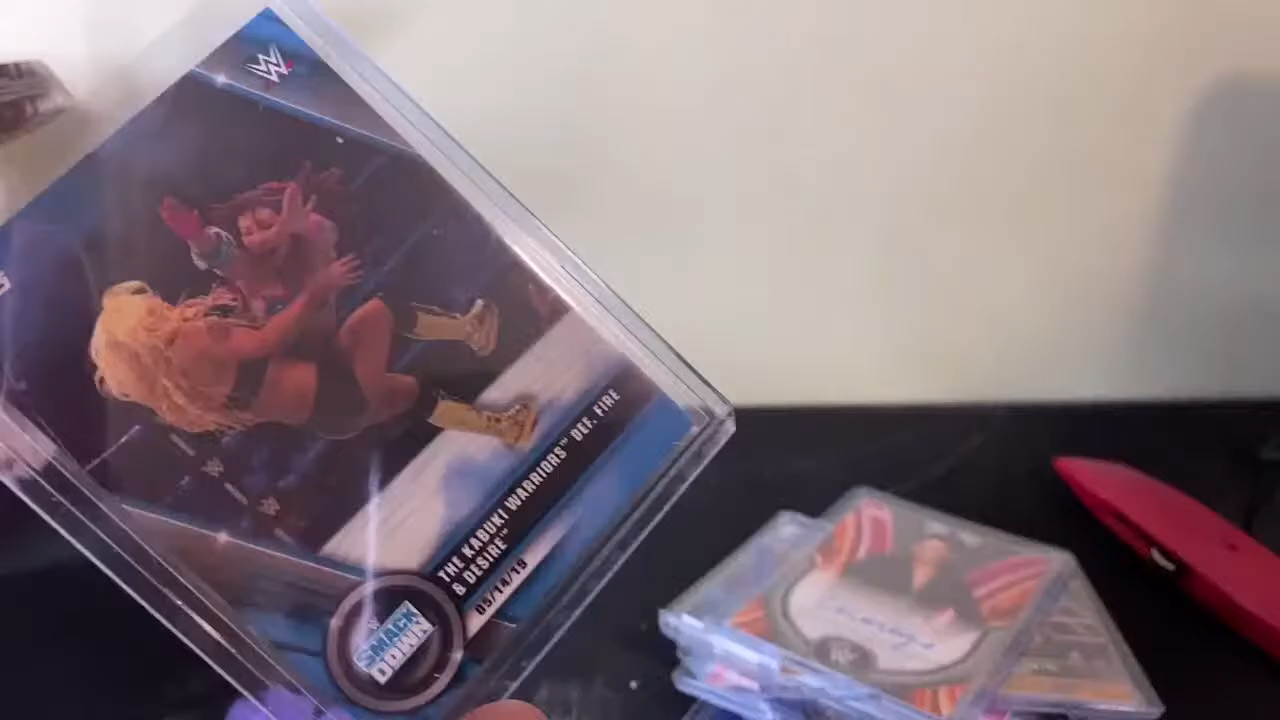 W
THE KABUKI WARRIORS™ DEF. FIRE
& DESIRE™
05/14/19
SMACK
DOWN